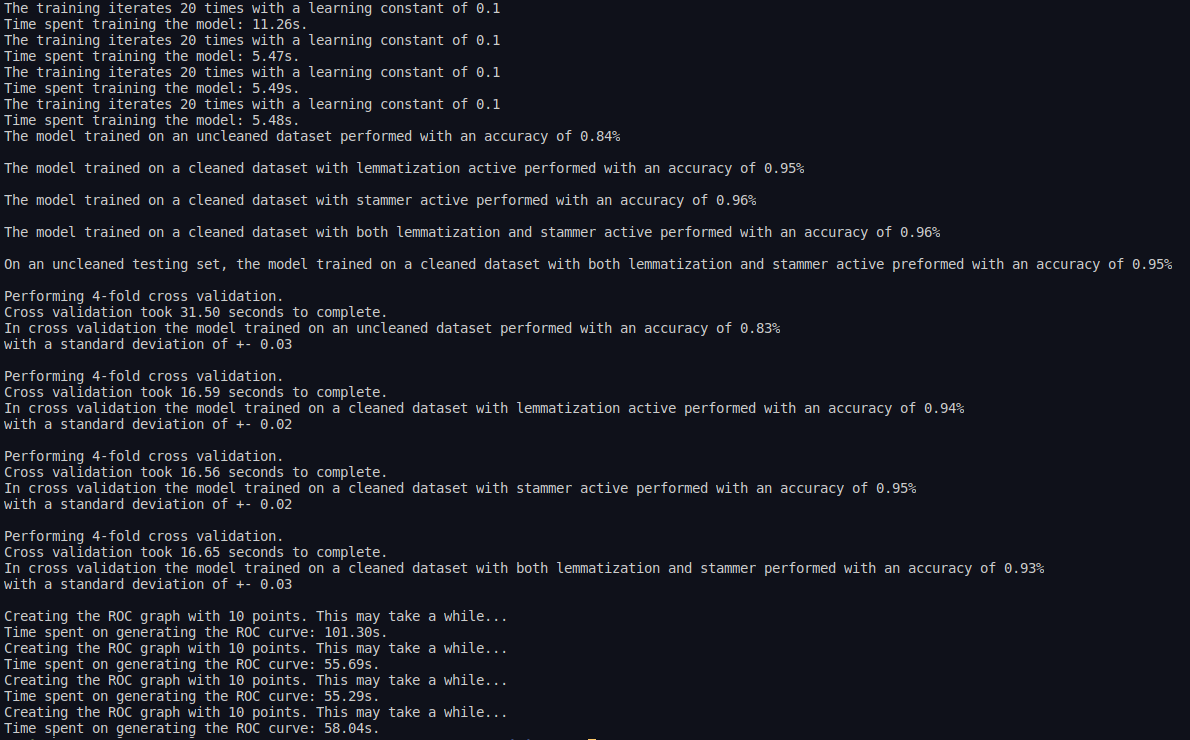 The training iterates 20 times with a learning constant of 0.1
Time spent training the model: 11.26s.
The training iterates 20 times with a learning constant of 0.1
Time spent training the model: 5.47s.
The training iterates 20 times with a learning constant of 0.1
Time spent training the model: 5.49s.
The training iterates 20 times with a learning constant of 0.1
Time spent training the model: 5.48s.
The model trained on an uncleaned dataset performed with an accuracy of 0.84%
The model trained on a cleaned dataset with lemmatization active performed with an accuracy of 0.95%
The model trained on a cleaned dataset with stammer active performed with an accuracy of 0.96%
The model trained on a cleaned dataset with both lemmatization and stammer active performed with an accuracy of 0.96%
On an uncleaned testing set, the model trained on a cleaned dataset with both lemmatization and stammer active preformed with an accuracy of 0.95%
Performing 4-fold cross validation.
Cross validation took 31.50 seconds to complete.
In cross validation the model trained on an uncleaned dataset performed with an accuracy of 0.83%
with a standard deviation of +- 0.03
Performing 4-fold cross validation.
Cross validation took 16.59 seconds to complete.
In cross validation the model trained on a cleaned dataset with lemmatization active performed with an accuracy of 0.94%
with a standard deviation of +- 0.02
Performing 4-fold cross validation.
Cross validation took 16.56 seconds to complete.
In cross validation the model trained on a cleaned dataset with stammer active performed with an accuracy of 0.95%
with a standard deviation of +- 0.02
Performing 4-fold cross validation.
Cross validation took 16.65 seconds to complete.
In cross validation the model trained on a cleaned dataset with both lemmatization and stammer performed with an accuracy of 0.93%
with a standard deviation of +- 0.03
Creating the ROC graph with 10 points. This may take a while...
Time spent on generating the ROC curve: 101.30s.
Creating the ROC graph with 10 points. This may take a while...
Time spent on generating the ROC curve: 55.69s.
Creating the ROC graph with 10 points. This may take a while...
Time spent on generating the ROC curve: 55.29s.
Creating the ROC graph with 10 points. This may take a while...
Time spent on generating the ROC curve: 58.04s.